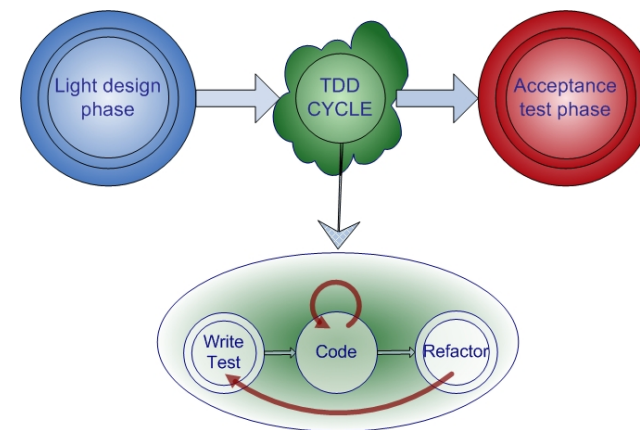 Light design
phase
TDD
CYCLE
Acceptance
test phase
Write
Test
Code
Refactor